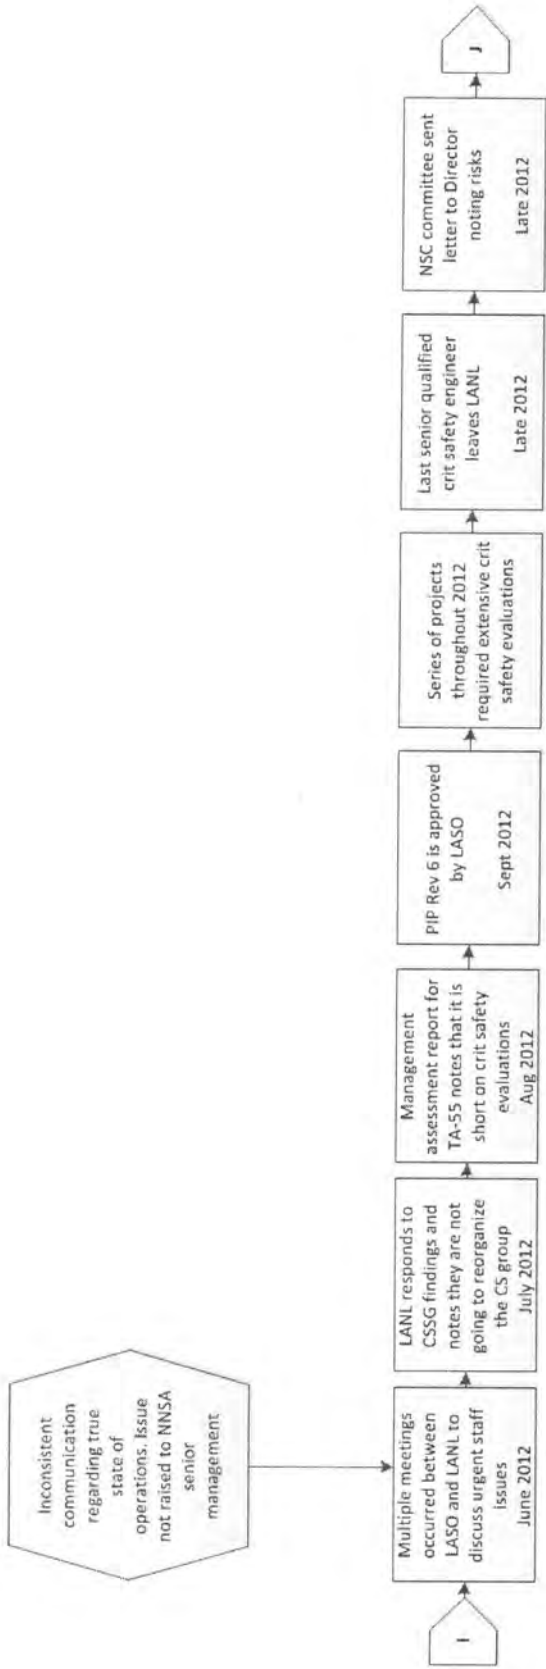 Inconsistent
communication
regarding true
state of
operations. Issue
not raised to NNSA
senior
management
I
Multiple meetings
occurred between
LASO and LANL to
discuss urgent staff
issues
June 2012
LANL responds to
CSSG findings and
notes they are not
going to reorganize
the CS group
July 2012
Management
assessment report for
TA-55 notes that it is
short on crit safety
evaluations
Aug 2012
PIP Rev 6 is approved
by LASO
Sept 2012
Series of projects
throughout 2012
required extensive crit
safety evaluations
Last senior qualified
crit safety engineer
leaves LANL
Late 2012
NSC committee sent
letter to Director
noting risks
Late 2012
J